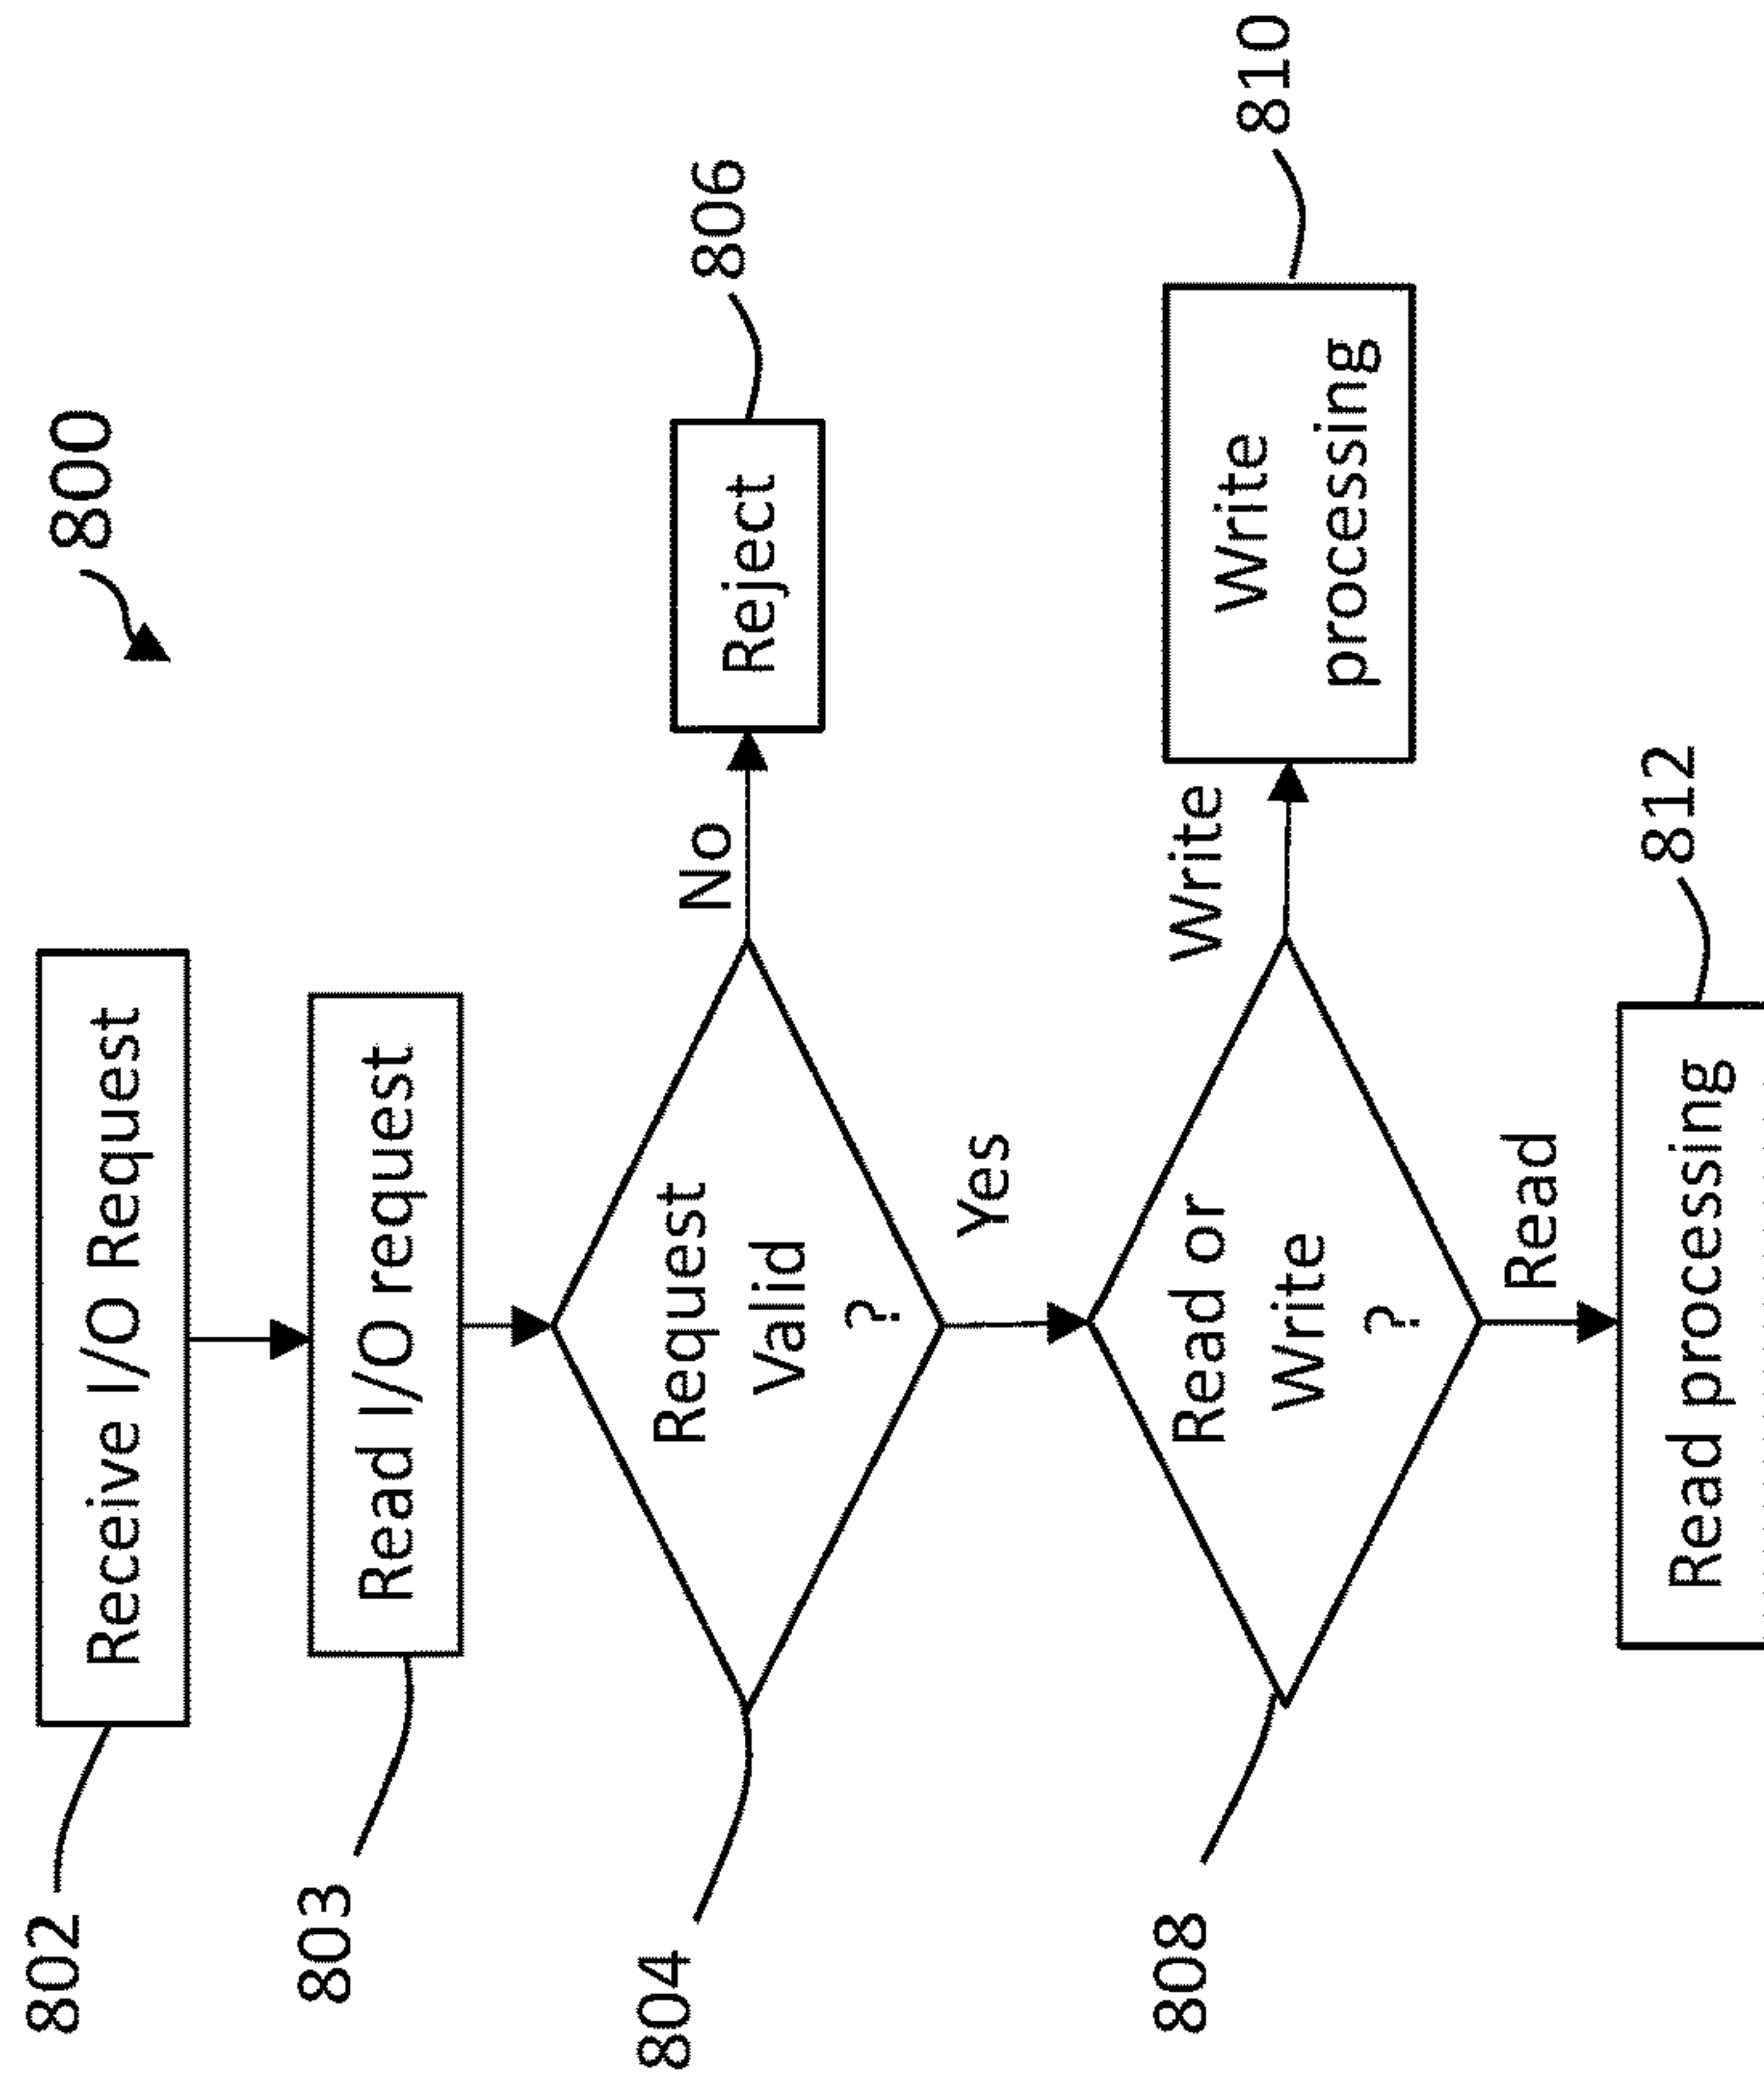 800
802
Receive I/O Request
803
Read I/O request
804
Request
Valid
?
No
Reject
806
Yes
808
Read or
Write
?
Write
Write
processing
810
Read
Read processing
812